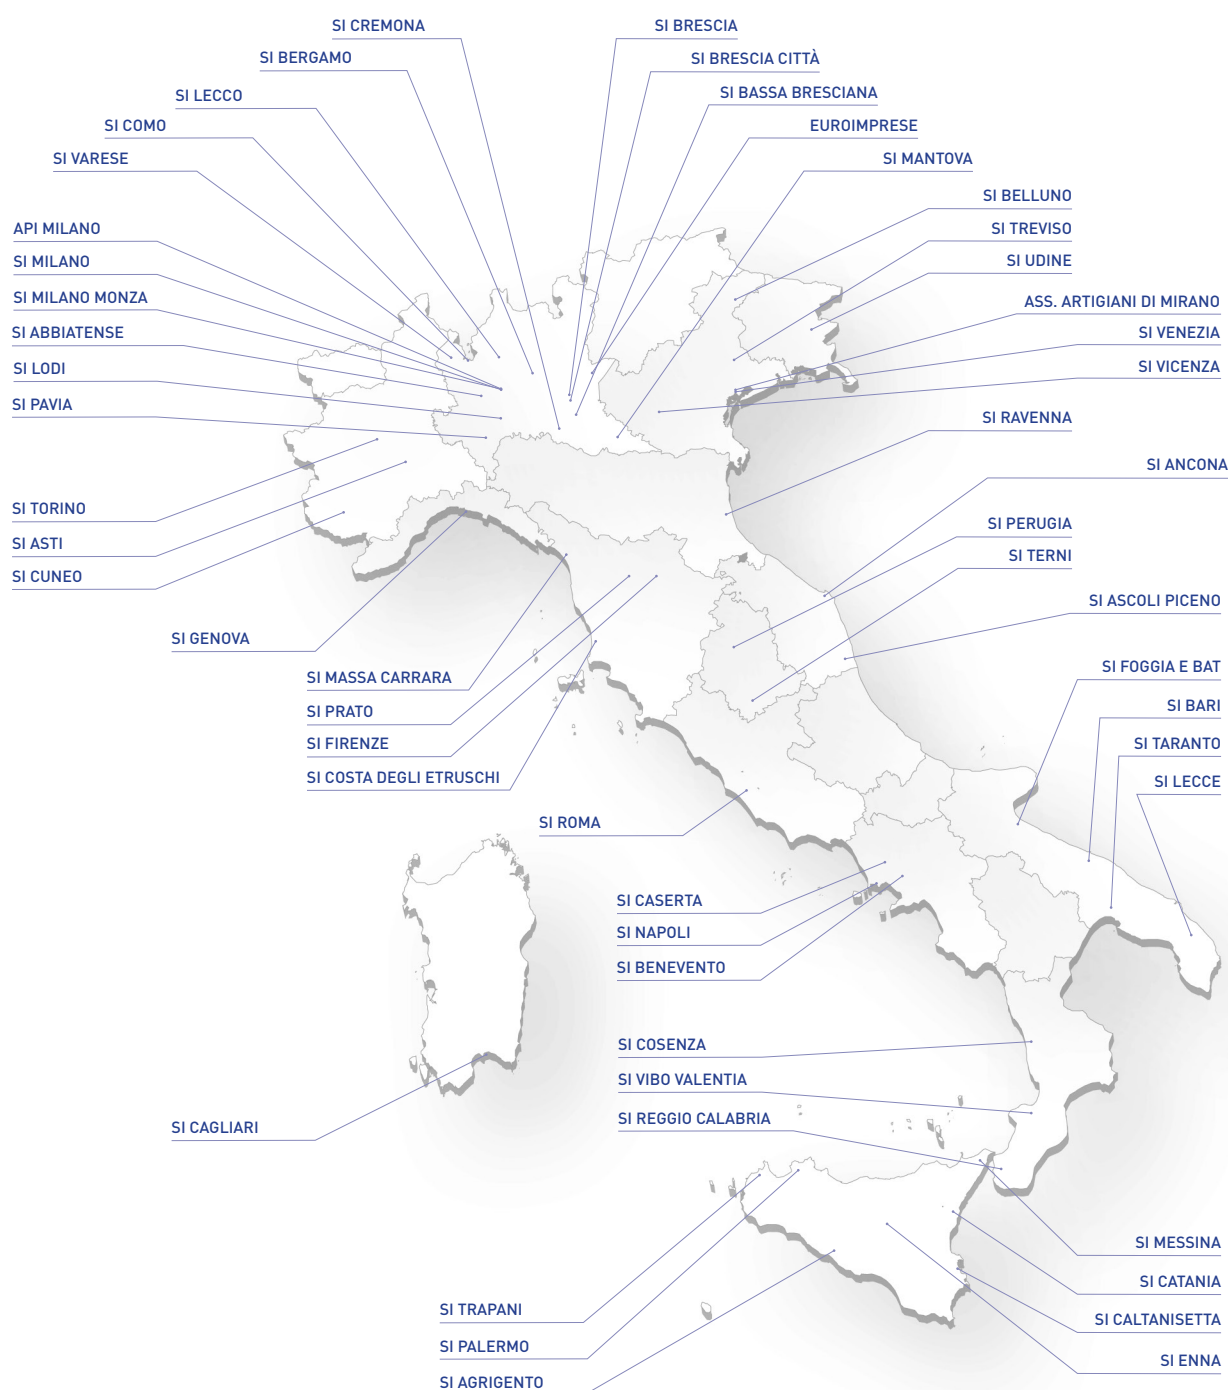 SI CREMONA
SI BRESCIA
SI BERGAMO
SI BRESCIA CITTÀ
SI LECCO
SI BASSA BRESCIANA
SI COMO
EUROIMPRESE
SI VARESE
SI MANTOVA
SI BELLUNO
API MILANO
SI TREVISO
SI MILANO
SI UDINE
SI MILANO MONZA
ASS. ARTIGIANI DI MIRANO
SI ABBIATENSE
SI VENEZIA
SI LODI
SI VICENZA
SI PAVIA
SI RAVENNA
SI ANCONA
SI TORINO
SI PERUGIA
SI ASTI
SI TERNI
SI CUNEO
SI ASCOLI PICENO
SI GENOVA
SI FOGGIA E BAT
SI MASSA CARRARA
SI BARI
SI PRATO
SI TARANTO
SI FIRENZE
SI COSTA DEGLI ETRUSCHI
SI LECCE
SI ROMA
SI CASERTA
SI NAPOLI
SI BENEVENTO
SI COSENZA
SI VIBO VALENTIA
SI REGGIO CALABRIA
SI CAGLIARI
SI MESSINA
SI CATANIA
SI TRAPANI
SI CALTANISETTA
SI PALERMO
SI ENNA
SI AGRIGENTO